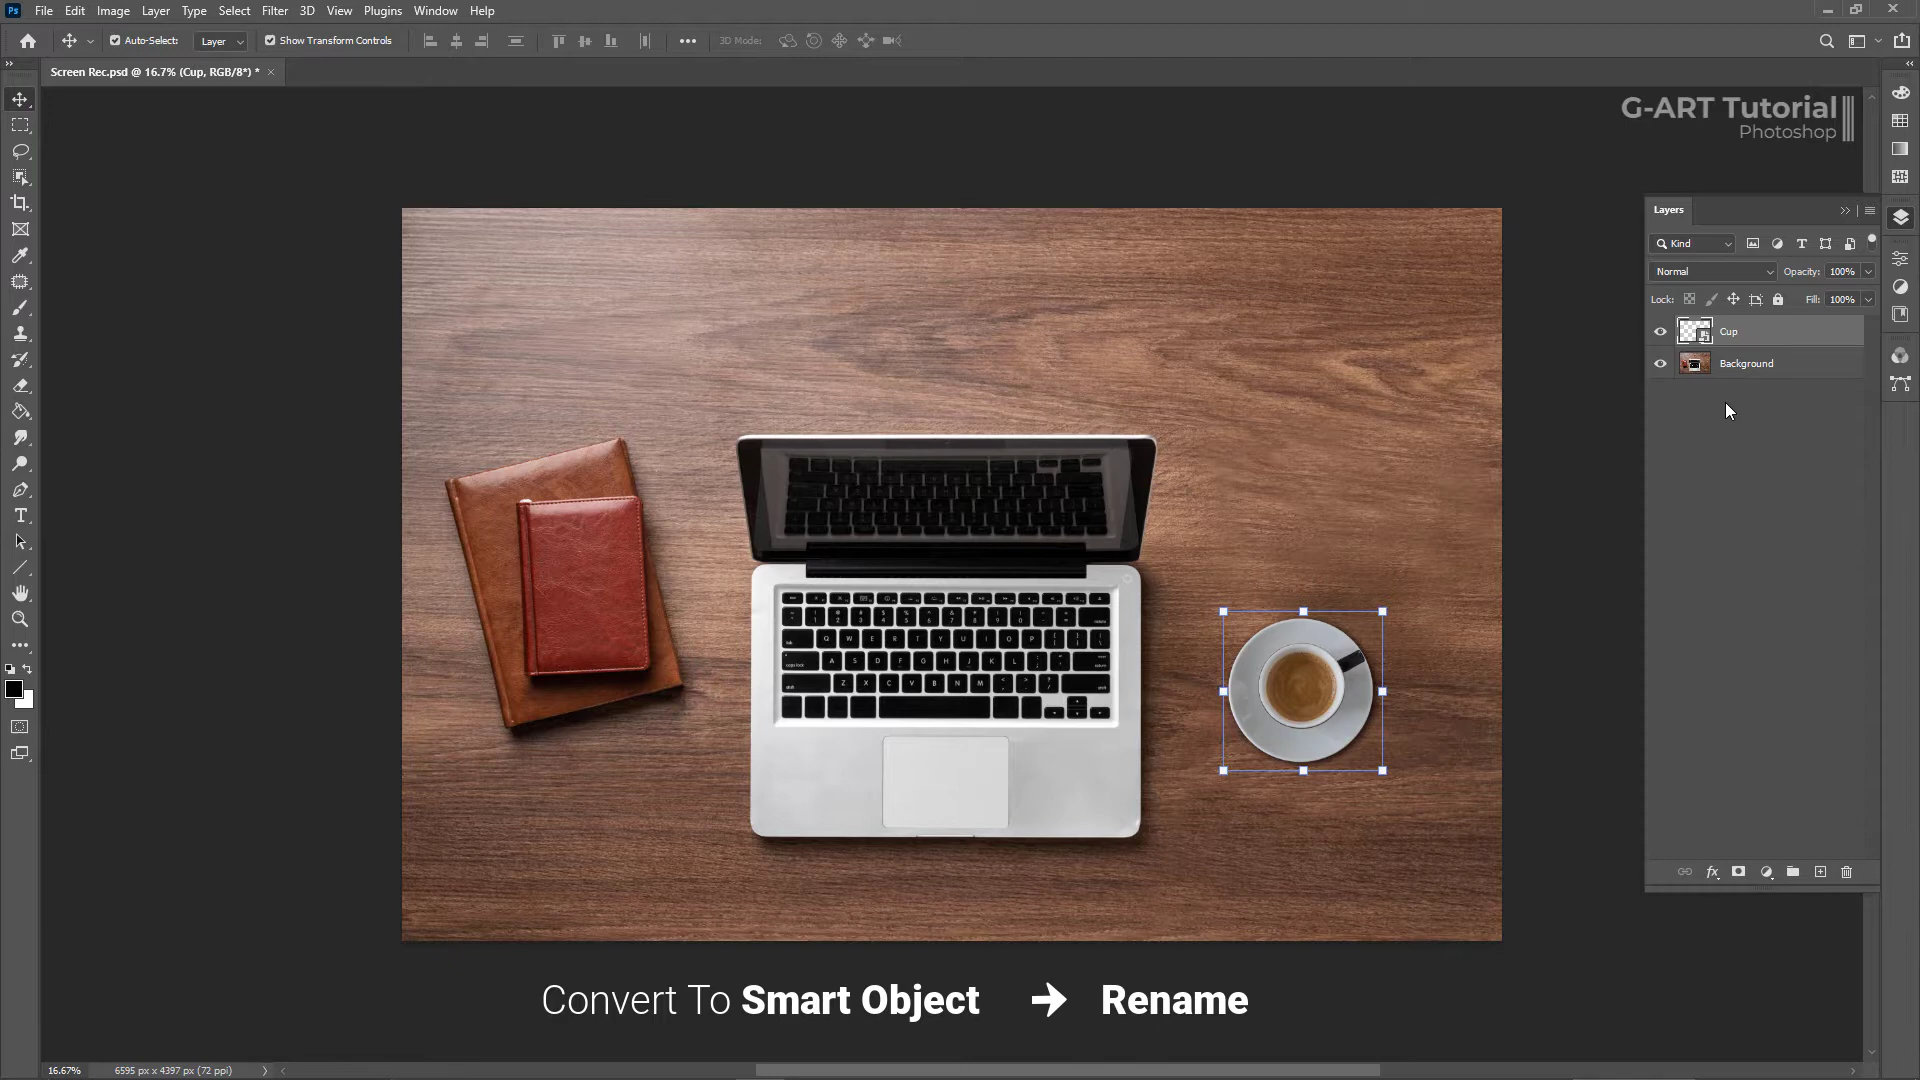 Ps File Edit Image Layer Type Select Filter 3D View Plugins Window Help
Auto-Select: Layer Show Transform Controls 3D Mode:
Screen Rec.psd @ 16.7% (Cup, RGB/8*) * ×
G-ART Tutorial
Photoshop
Layers
Kind
Normal Opacity: 100%
Lock: Fill: 100%
Cup
Background
Q W E R T Y U I O P
A S D F G H J K L
Z X C V B N M
Convert To Smart Object → Rename
16.67% 6595 px x 4397 px (72 ppi)